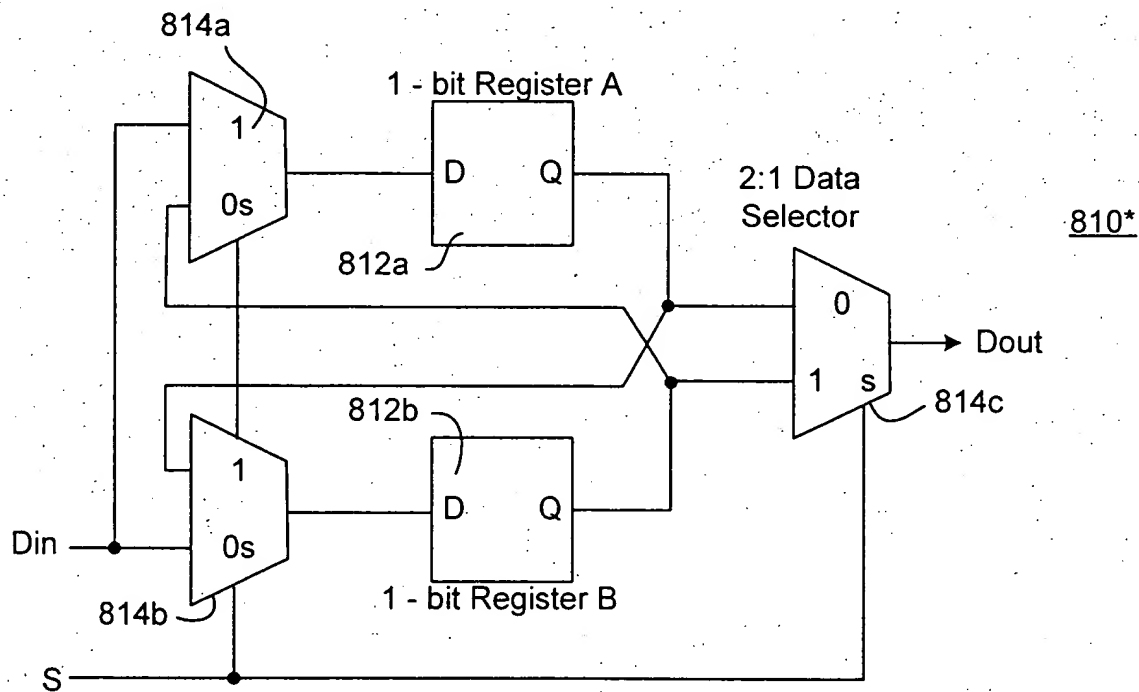 814a
1 - bit Register A
1
D Q
2:1 Data
Selector
810*
0s
812a
0
Dout
1 s
812b
814c
1
D Q
Din
0s
1 - bit Register B
814b
S